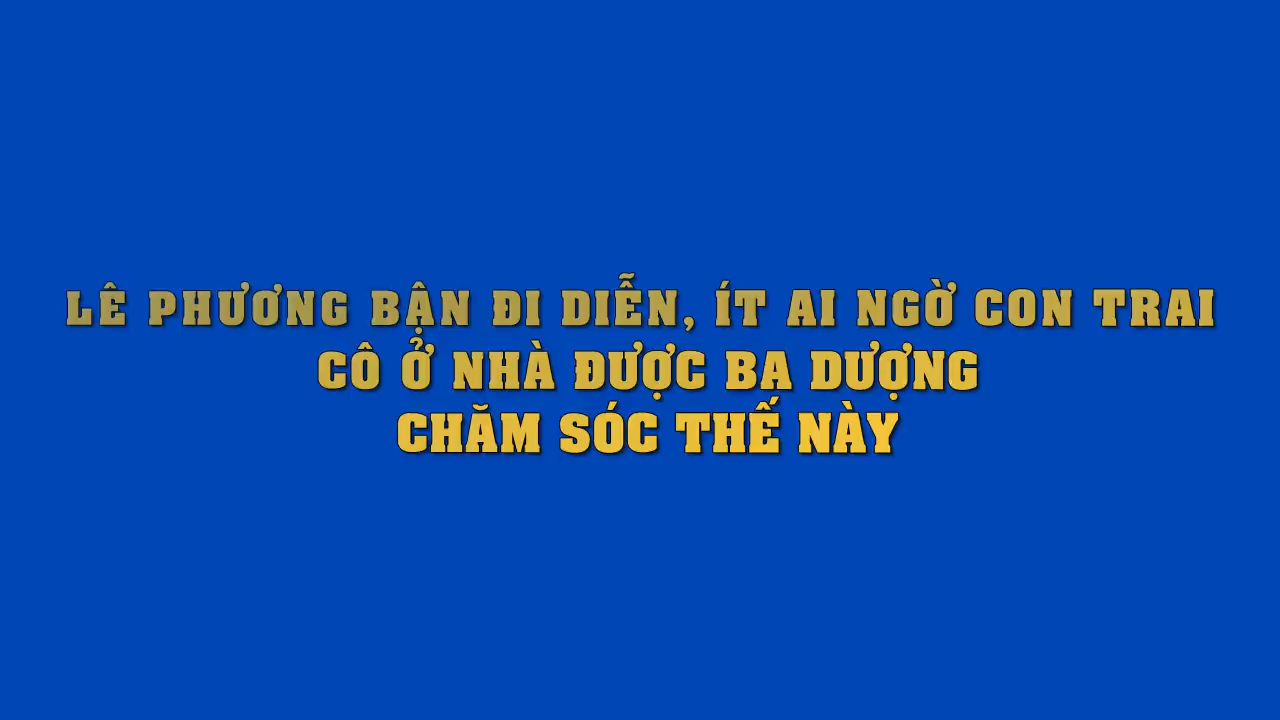 LÊ PHƯƠNG BẬN ĐI DIỄN, ÍT AI NGỜ CON TRAI
CÔ Ở NHÀ ĐƯỢC BA DƯỢNG
CHĂM SÓC THẾ NÀY